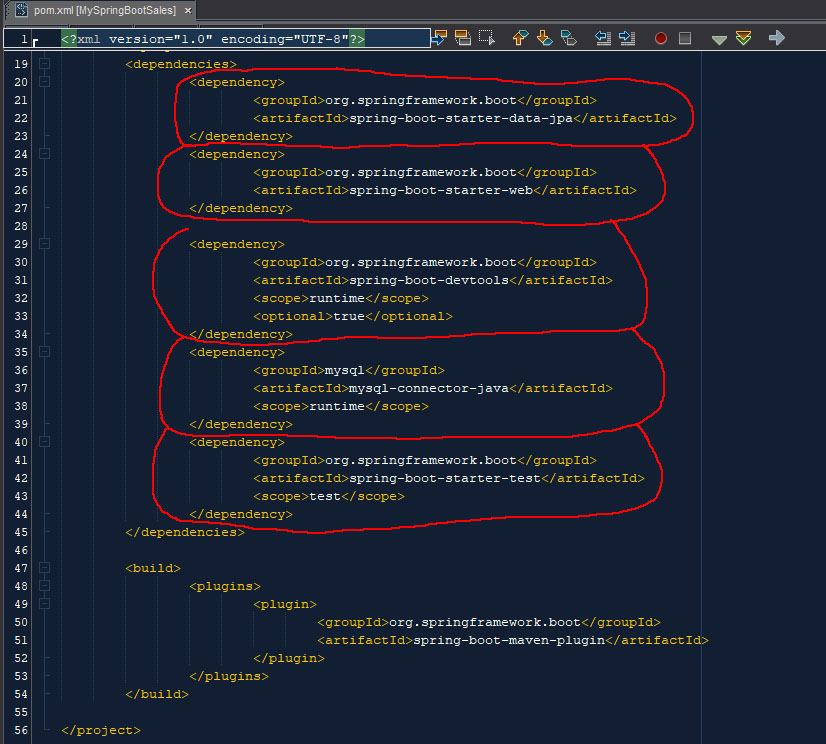 pom.xml [MySpringBootSales] ×
1 <?xml version="1.0" encoding="UTF-8"?>
19 <dependencies>
20 <dependency>
21 <groupId>org.springframework.boot</groupId>
22 <artifactId>spring-boot-starter-data-jpa</artifactId>
23 </dependency>
24 <dependency>
25 <groupId>org.springframework.boot</groupId>
26 <artifactId>spring-boot-starter-web</artifactId>
27 </dependency>
28
29 <dependency>
30 <groupId>org.springframework.boot</groupId>
31 <artifactId>spring-boot-devtools</artifactId>
32 <scope>runtime</scope>
33 <optional>true</optional>
34 </dependency>
35 <dependency>
36 <groupId>mysql</groupId>
37 <artifactId>mysql-connector-java</artifactId>
38 <scope>runtime</scope>
39 </dependency>
40 <dependency>
41 <groupId>org.springframework.boot</groupId>
42 <artifactId>spring-boot-starter-test</artifactId>
43 <scope>test</scope>
44 </dependency>
45 </dependencies>
46
47 <build>
48 <plugins>
49 <plugin>
50 <groupId>org.springframework.boot</groupId>
51 <artifactId>spring-boot-maven-plugin</artifactId>
52 </plugin>
53 </plugins>
54 </build>
55
56 </project>